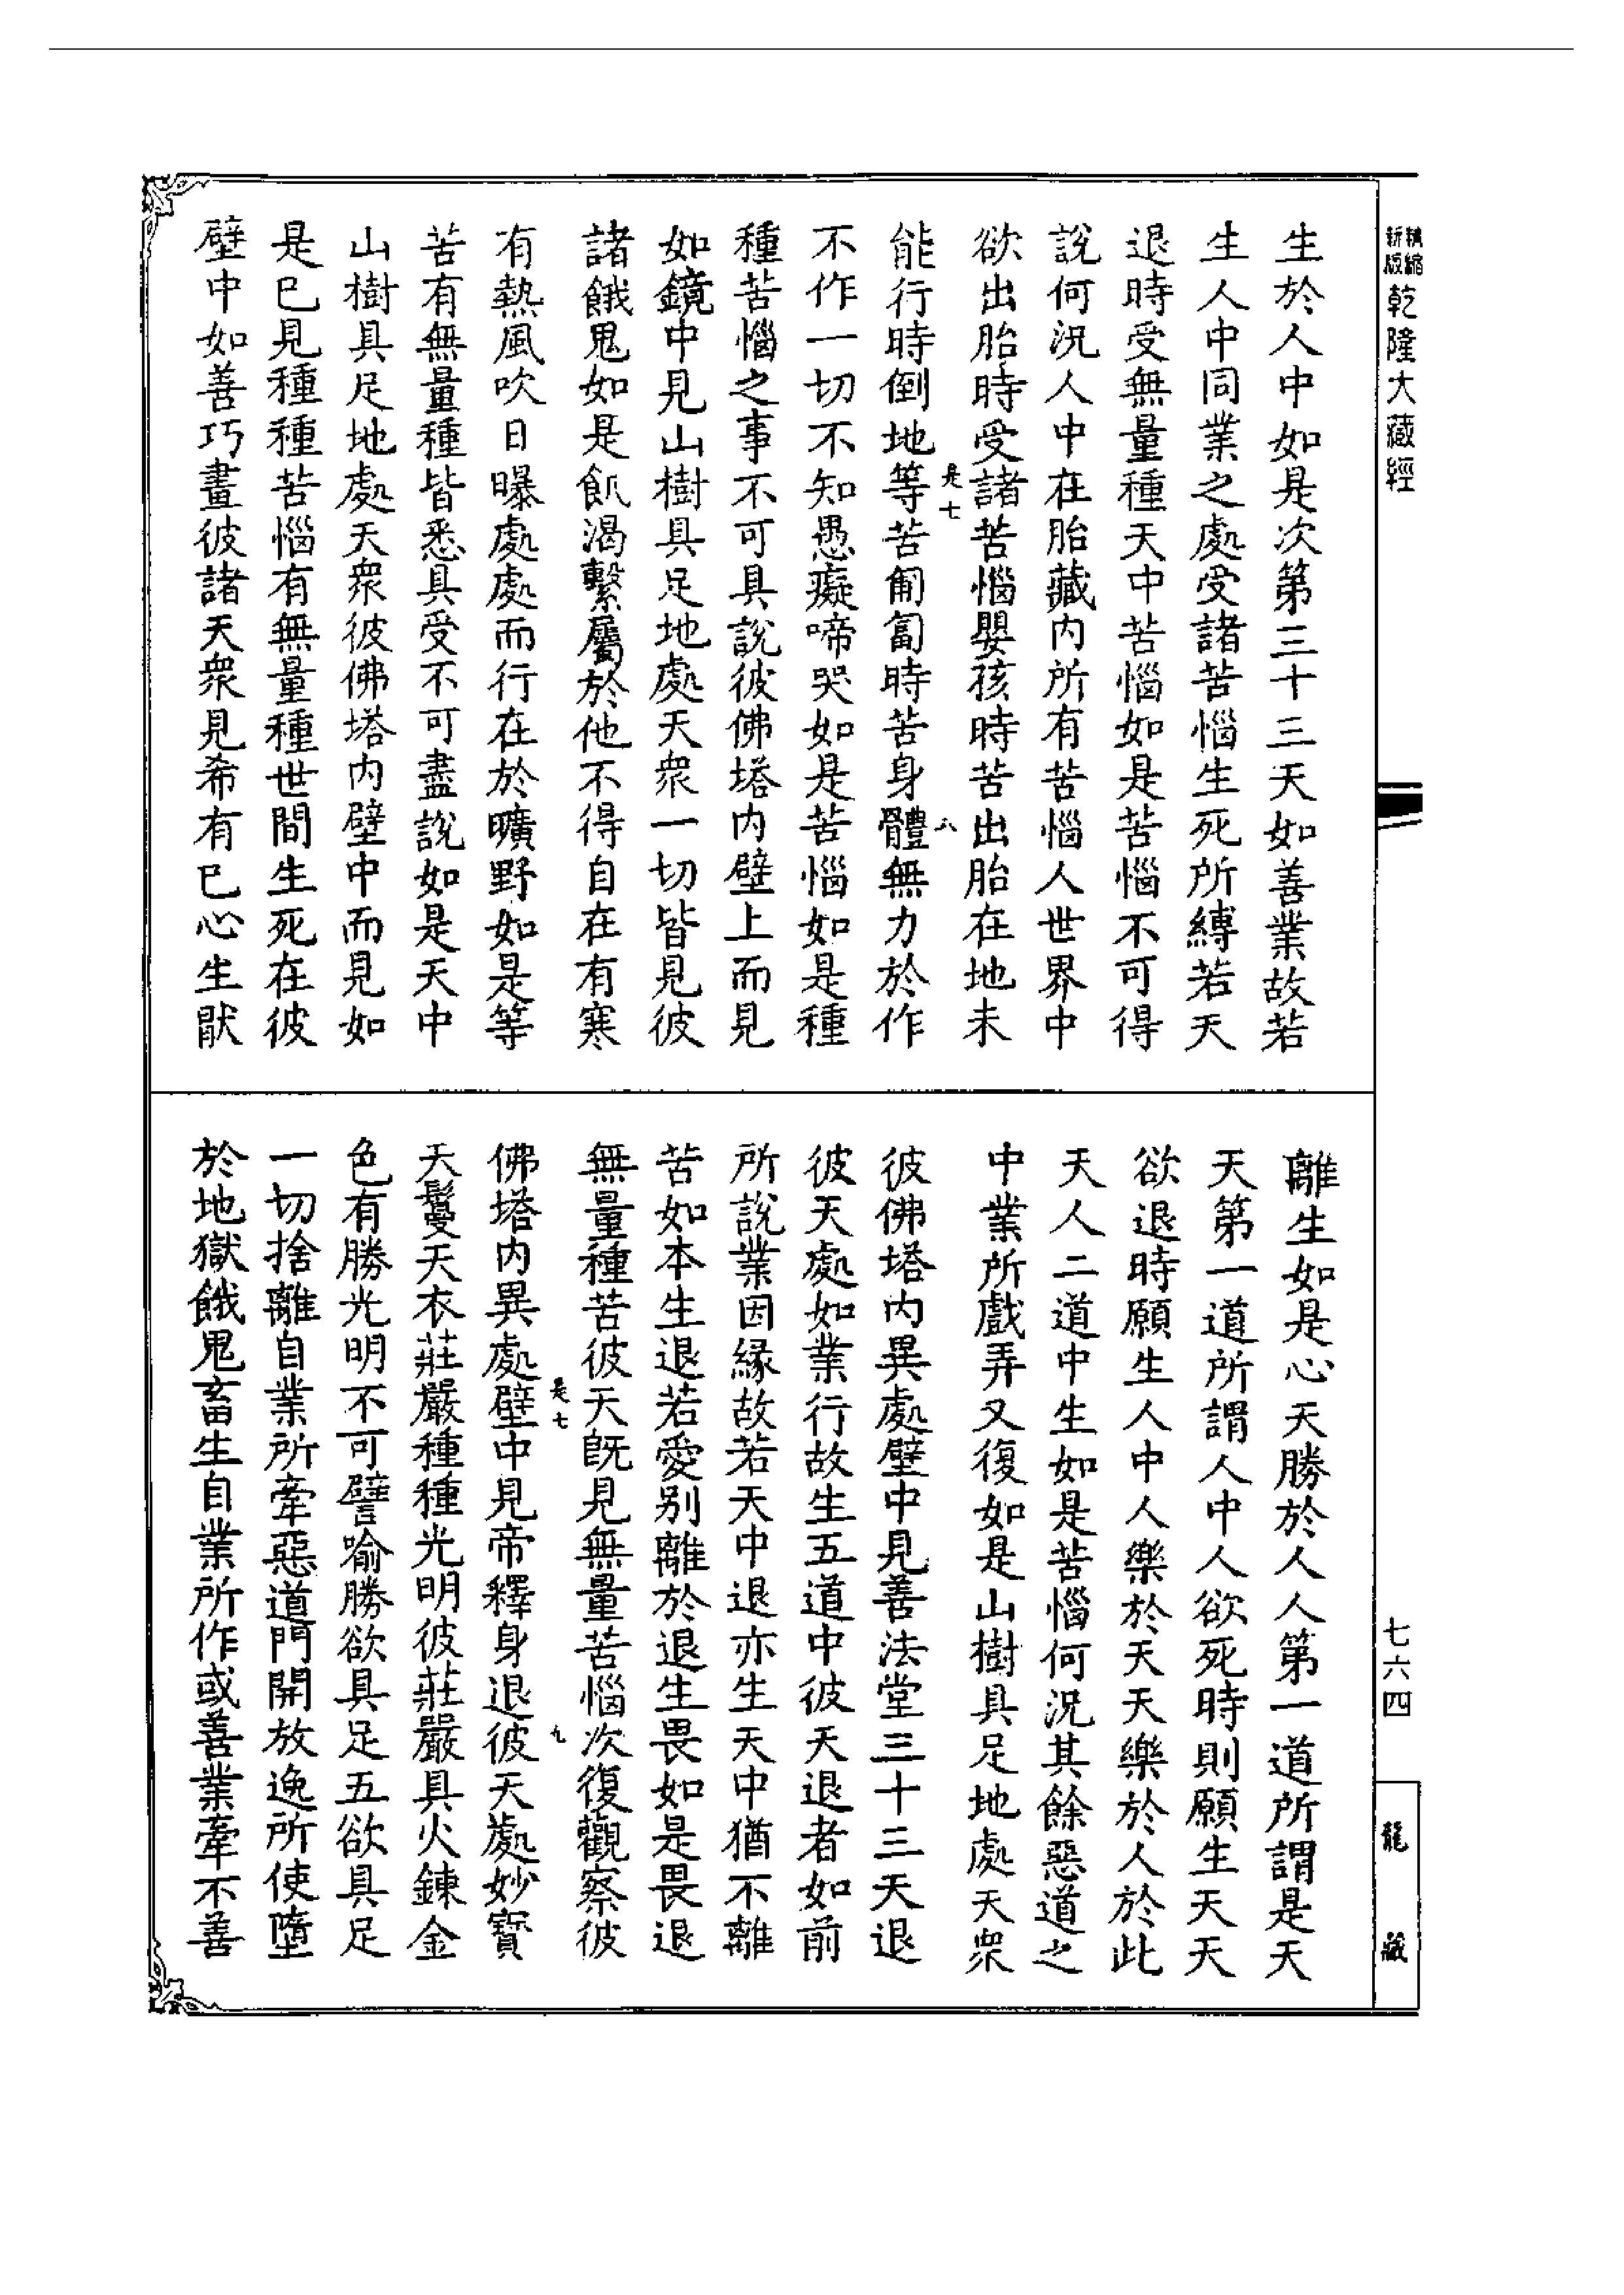 精縮新版乾隆大藏經
生於人中如是次第三十三天如善業故若
生人中同業之處受諸苦惱生死所縛若天
退時受無量種天中苦惱如是苦惱不可得
說何況人中在胎藏內所有苦惱人世界中
欲出胎時受諸苦惱嬰孩時苦出胎在地未
是七
八
能行時倒地等苦匍匐時苦身體無力於作
不作一切不知愚癡啼哭如是苦惱如是種
種苦惱之事不可具說彼佛塔內壁上而見
如鏡中見山樹具足地處天衆一切皆見彼
諸餓鬼如是飢渴繫屬於他不得自在有寒
有熱風吹日曝處處而行在於曠野如是等
苦有無量種皆悉具受不可盡說如是天中
山樹具足地處天衆彼佛塔內壁中而見如
是已見種種苦惱有無量種世間生死在彼
壁中如善巧畫彼諸天衆見希有已心生厭
離生如是心天勝於人人第一道所謂是天
天第一道所謂人中人欲死時則願生天天
欲退時願生人中人樂於天天樂於人於此
天人二道中生如是苦惱何況其餘惡道之
中業所戲弄又復如是山樹具足地處天衆
彼佛塔內異處壁中見善法堂三十三天退
彼天處如業行故生五道中彼天退者如前
所說業因緣故若天中退亦生天中猶不離
苦如本生退若愛別離於退生畏如是畏退
無量種苦彼天旣見無量苦惱次復觀察彼
是七
九
佛塔內異處壁中見帝釋身退彼天處妙寶
天鬘天衣莊嚴種種光明彼莊嚴具火鍊金
色有勝光明不可譬喻勝欲具足五欲具足
一切捨離自業所牽惡道門開放逸所使墮
於地獄餓鬼畜生自業所作或善業牽不善
七六四
龍藏